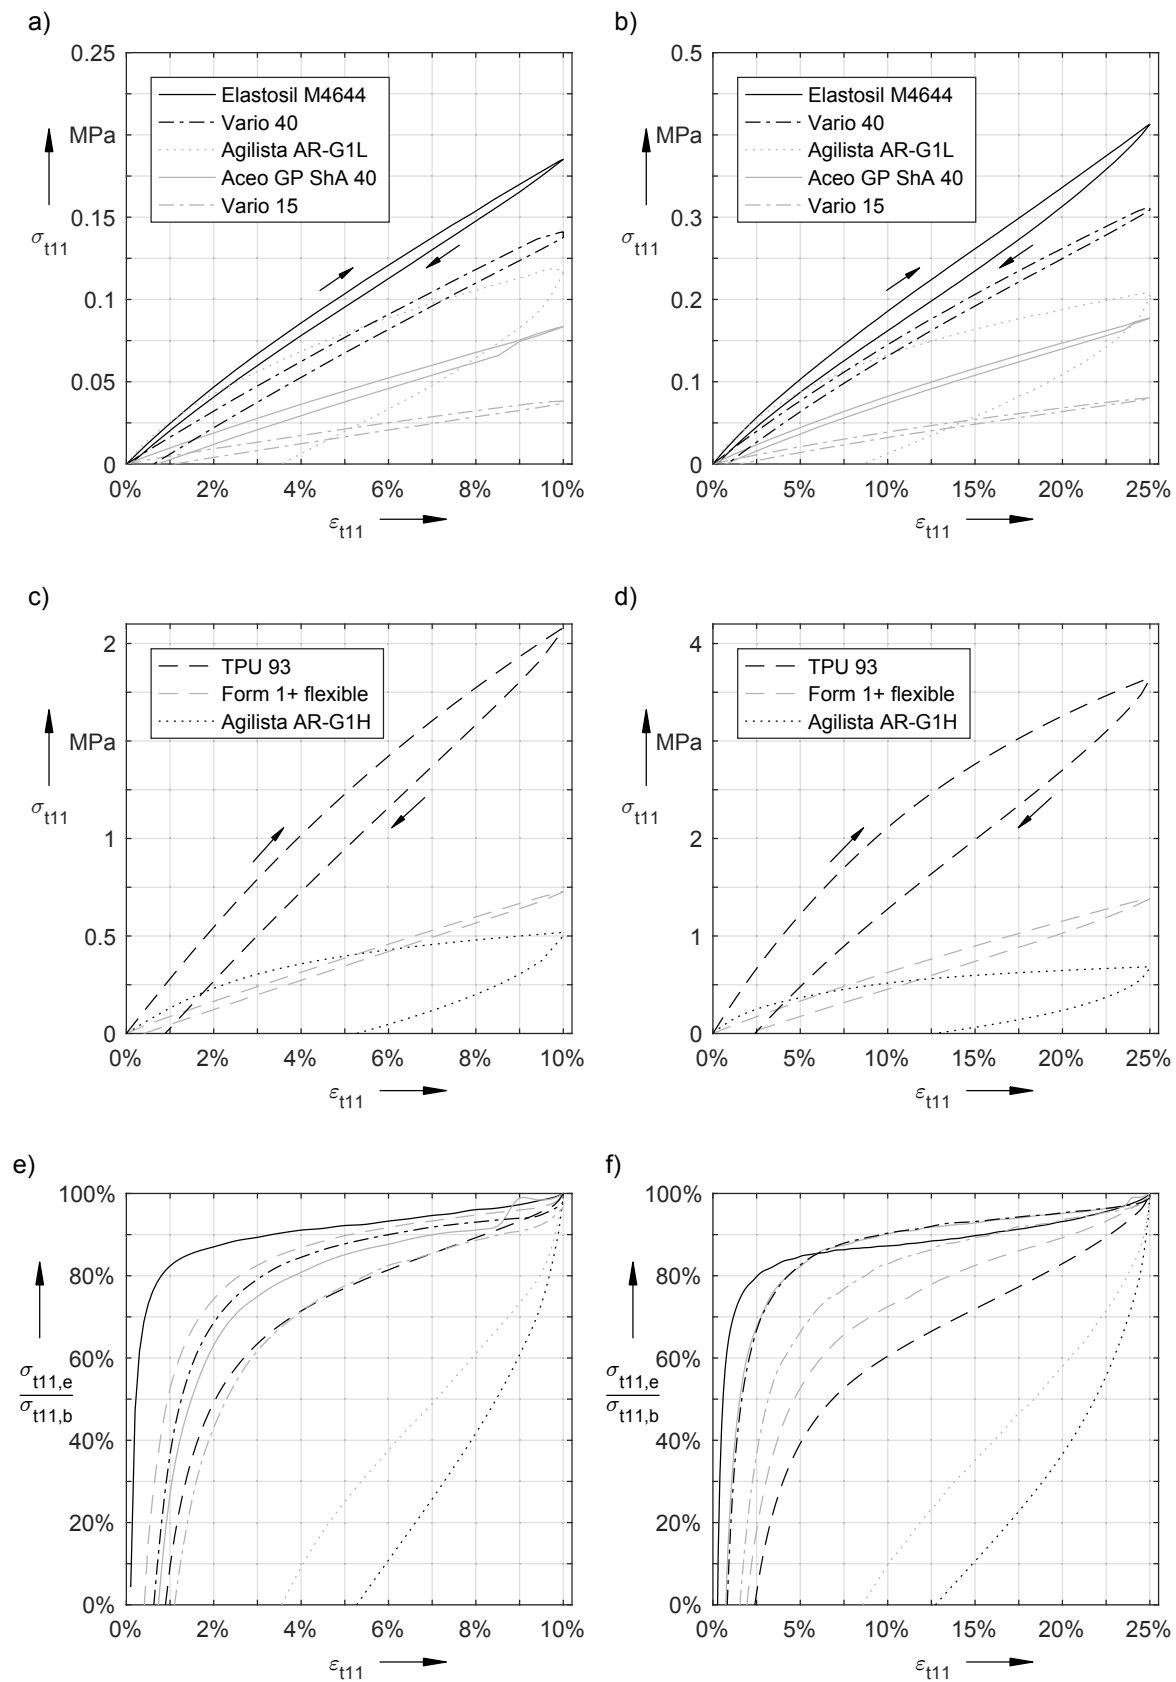 a)
0.25
MPa
σt11
0.15
0.1
0.05
0
Elastosil M4644
Vario 40
Agilista AR-G1L
Aceo GP ShA 40
Vario 15
0% 2% 4% 6% 8% 10%
εt11
b)
0.5
MPa
σt11
0.3
0.2
0.1
0
Elastosil M4644
Vario 40
Agilista AR-G1L
Aceo GP ShA 40
Vario 15
0% 5% 10% 15% 20% 25%
εt11
c)
2
MPa
σt11
1
0.5
0
TPU 93
Form 1+ flexible
Agilista AR-G1H
0% 2% 4% 6% 8% 10%
εt11
d)
4
MPa
σt11
2
1
0
TPU 93
Form 1+ flexible
Agilista AR-G1H
0% 5% 10% 15% 20% 25%
εt11
e)
100%
80%
60%
σt11,e
σt11,b
40%
20%
0%
0% 2% 4% 6% 8% 10%
εt11
f)
100%
80%
60%
σt11,e
σt11,b
40%
20%
0%
0% 5% 10% 15% 20% 25%
εt11